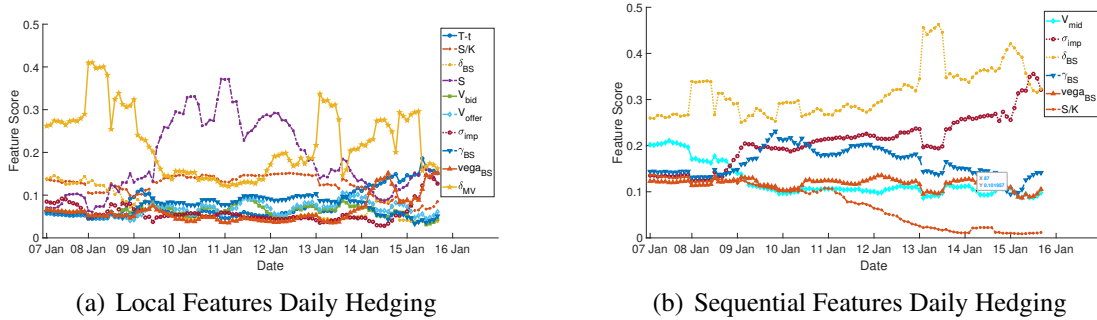 0.5
0.4
0.3
0.2
0.1
0
Feature Score
07 Jan 08 Jan 09 Jan 10 Jan 11 Jan 12 Jan 13 Jan 14 Jan 15 Jan 16 Jan
Date
T-t
S/K
δBS
S
Vbid
Voffer
σimp
γBS
vegaBS
δMV
(a) Local Features Daily Hedging
0.5
0.4
0.3
0.2
0.1
0
Feature Score
07 Jan 08 Jan 09 Jan 10 Jan 11 Jan 12 Jan 13 Jan 14 Jan 15 Jan 16 Jan
Date
Vmid
σimp
δBS
γBS
vegaBS
S/K
X 87
(b) Sequential Features Daily Hedging